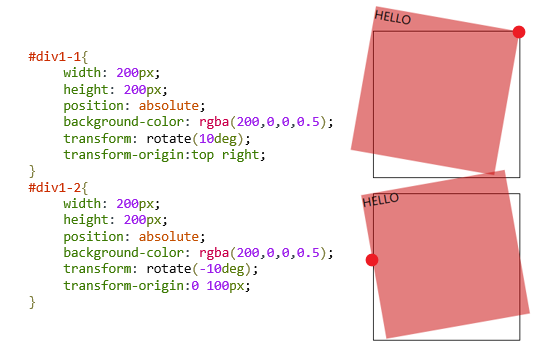 #div1-1{
width: 200px;
height: 200px;
position: absolute;
background-color: rgba(200,0,0,0.5);
transform: rotate(10deg);
transform-origin:top right;
}
#div1-2{
width: 200px;
height: 200px;
position: absolute;
background-color: rgba(200,0,0,0.5);
transform: rotate(-10deg);
transform-origin:0 100px;
}
HELLO
HELLO